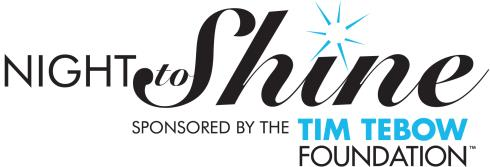 NIGHT to Shine
SPONSORED BY THE TIM TEBOW
FOUNDATION™